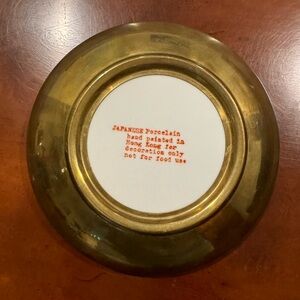 JAPANESE Porcelain
hand painted in
Hong Kong for
decoration only
not for food use